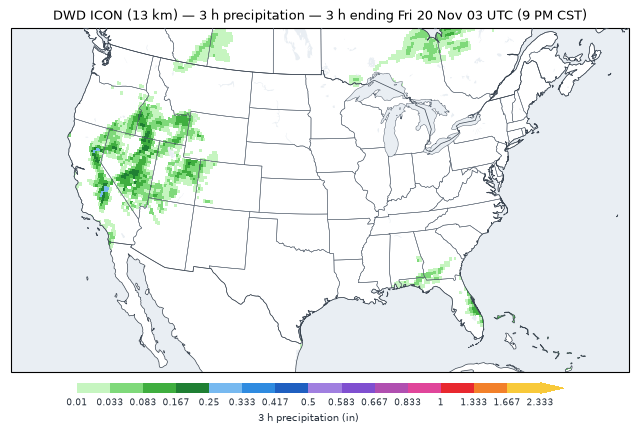 DWD ICON (13 km) — 3 h precipitation — 3 h ending Fri 20 Nov 03 UTC (9 PM CST)
0.01 0.033 0.083 0.167 0.25 0.333 0.417 0.5 0.583 0.667 0.833 1 1.333 1.667 2.333
3 h precipitation (in)